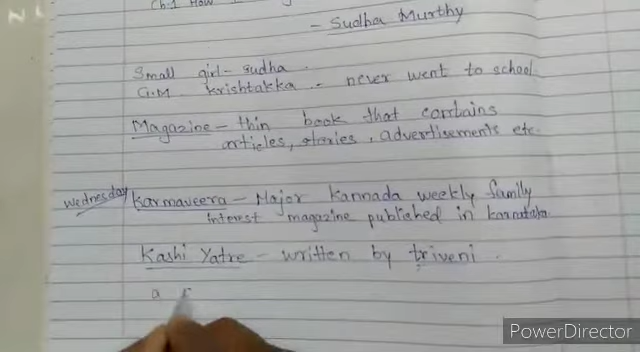 Ch-1 How
- Sudha Murthy
Small girl - sudha
G.M krishtakka - never went to school.
Magazine - thin book that contains
articles, stories, advertisements etc.
Wednesday Karmaveera - Major Kannada weekly family
interest magazine published in Karnataka
Kashi Yatre - written by triveni.
a
PowerDirector